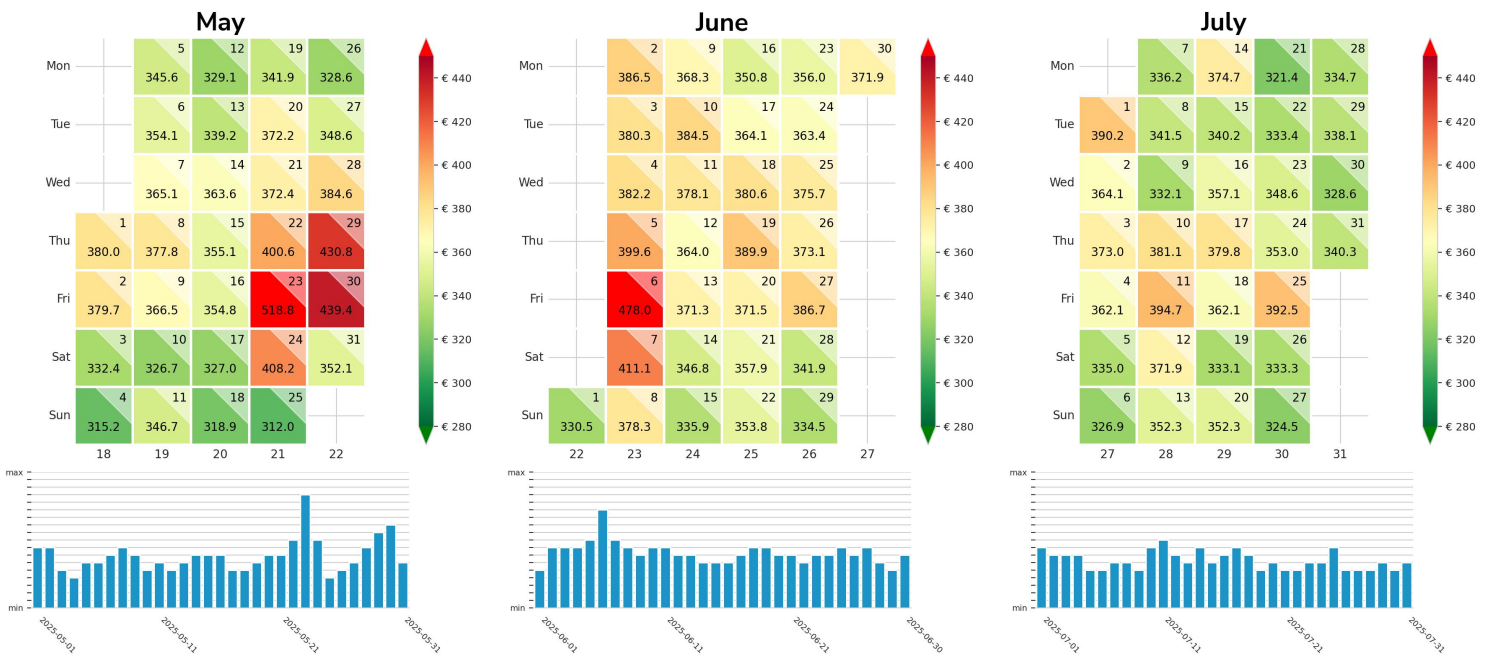 May
Mon 5 345.6 12 329.1 19 341.9 26 328.6
Tue 6 354.1 13 339.2 20 372.2 27 348.6
Wed 7 365.1 14 363.6 21 372.4 28 384.6
Thu 1 380.0 8 377.8 15 355.1 22 400.6 29 430.8
Fri 2 379.7 9 366.5 16 354.8 23 518.8 30 439.4
Sat 3 332.4 10 326.7 17 327.0 24 408.2 31 352.1
Sun 4 315.2 11 346.7 18 318.9 25 312.0
18 19 20 21 22
€ 440
€ 420
€ 400
€ 380
€ 360
€ 340
€ 320
€ 300
€ 280
max
min
2025-05-01 2025-05-11 2025-05-21 2025-05-31
June
Mon 2 386.5 9 368.3 16 350.8 23 356.0 30 371.9
Tue 3 380.3 10 384.5 17 364.1 24 363.4
Wed 4 382.2 11 378.1 18 380.6 25 375.7
Thu 5 399.6 12 364.0 19 389.9 26 373.1
Fri 6 478.0 13 371.3 20 371.5 27 386.7
Sat 7 411.1 14 346.8 21 357.9 28 341.9
Sun 1 330.5 8 378.3 15 335.9 22 353.8 29 334.5
22 23 24 25 26 27
€ 440
€ 420
€ 400
€ 380
€ 360
€ 340
€ 320
€ 300
€ 280
max
min
2025-06-01 2025-06-11 2025-06-21 2025-06-30
July
Mon 7 336.2 14 374.7 21 321.4 28 334.7
Tue 1 390.2 8 341.5 15 340.2 22 333.4 29 338.1
Wed 2 364.1 9 332.1 16 357.1 23 348.6 30 328.6
Thu 3 373.0 10 381.1 17 379.8 24 353.0 31 340.3
Fri 4 362.1 11 394.7 18 362.1 25 392.5
Sat 5 335.0 12 371.9 19 333.1 26 333.3
Sun 6 326.9 13 352.3 20 352.3 27 324.5
27 28 29 30 31
€ 440
€ 420
€ 400
€ 380
€ 360
€ 340
€ 320
€ 300
€ 280
max
min
2025-07-01 2025-07-11 2025-07-21 2025-07-31